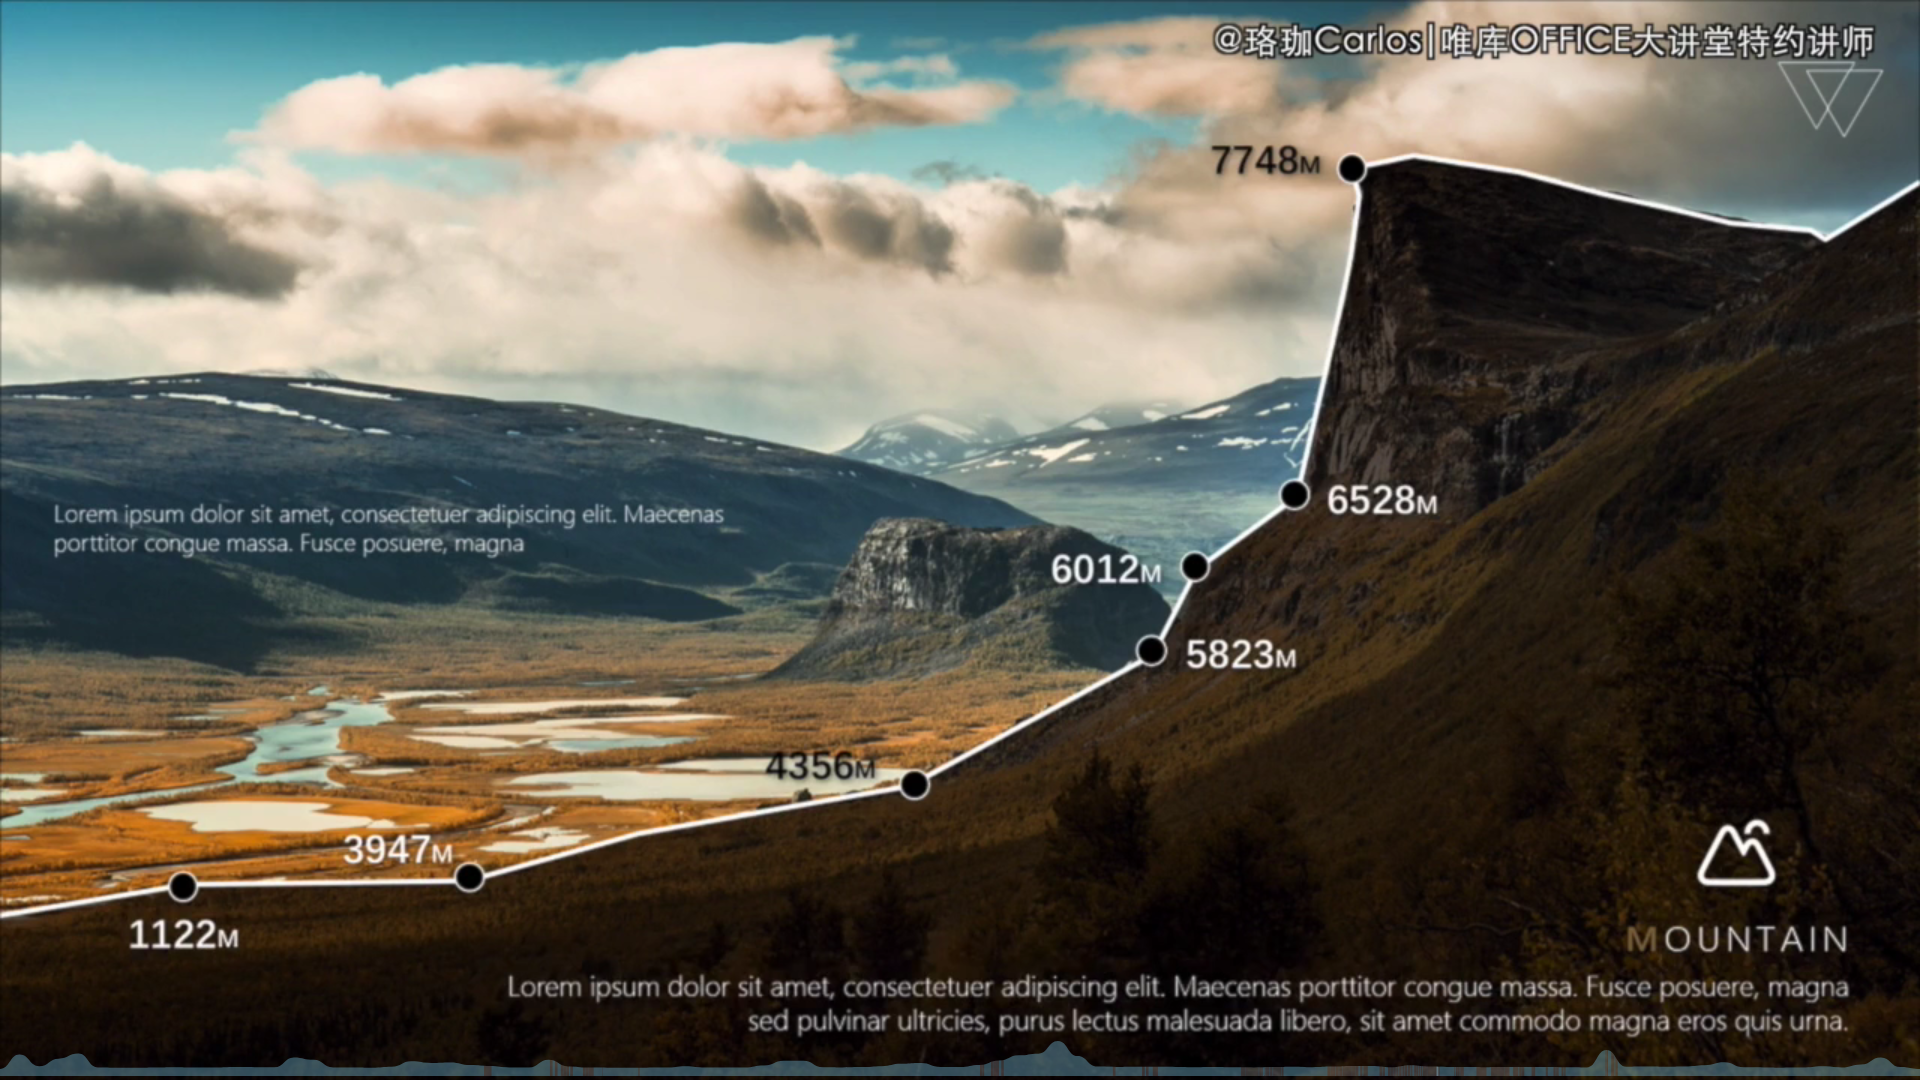 @珞珈Carlos|唯库OFFICE大讲堂特约讲师
7748M
Lorem ipsum dolor sit amet, consectetuer adipiscing elit. Maecenas
porttitor congue massa. Fusce posuere, magna
6528M
6012M
5823M
4356M
3947M
1122M
MOUNTAIN
Lorem ipsum dolor sit amet, consectetuer adipiscing elit. Maecenas porttitor congue massa. Fusce posuere, magna
sed pulvinar ultricies, purus lectus malesuada libero, sit amet commodo magna eros quis urna.